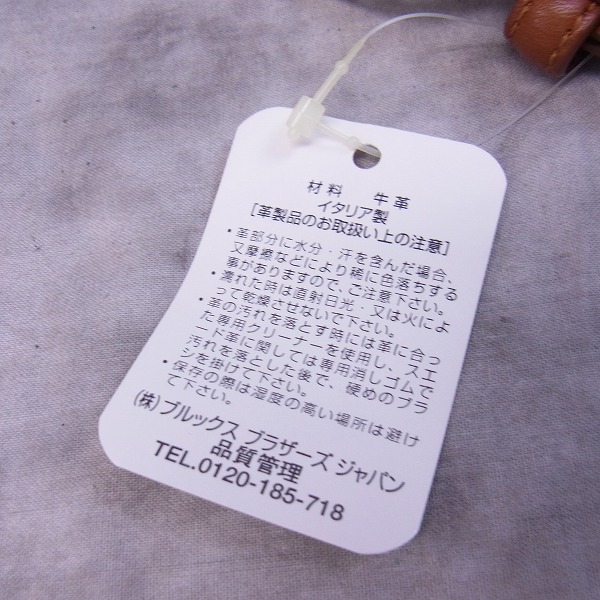 材料　牛革
イタリア製
[革製品のお取扱い上の注意]
・革部分に水分・汗を含んだ場合、
又摩擦などにより稀に色落ちする
事がありますので、ご注意下さい。
・濡れた時は直射日光・又は火によ
って乾燥させないで下さい。
・革の汚れを落とす時には革に合っ
た専用クリーナーを使用し、スエ
ード革に関しては専用消しゴムで
汚れを落とした後で、硬めのブラ
シを掛けて下さい。
・保存の際は湿度の高い場所は避け
て下さい。
(株)ブルックス ブラザーズ ジャパン
品質管理
TEL.0120-185-718